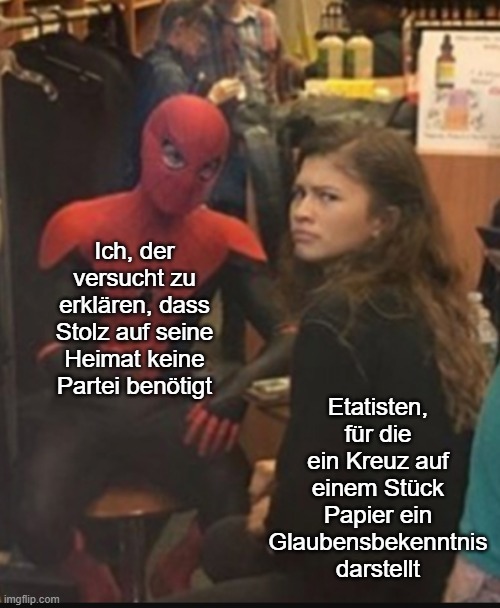 Ich, der
versucht zu
erklären, dass
Stolz auf seine
Heimat keine
Partei benötigt
Etatisten,
für die
ein Kreuz auf
einem Stück
Papier ein
Glaubensbekenntnis
darstellt
imgflip.com